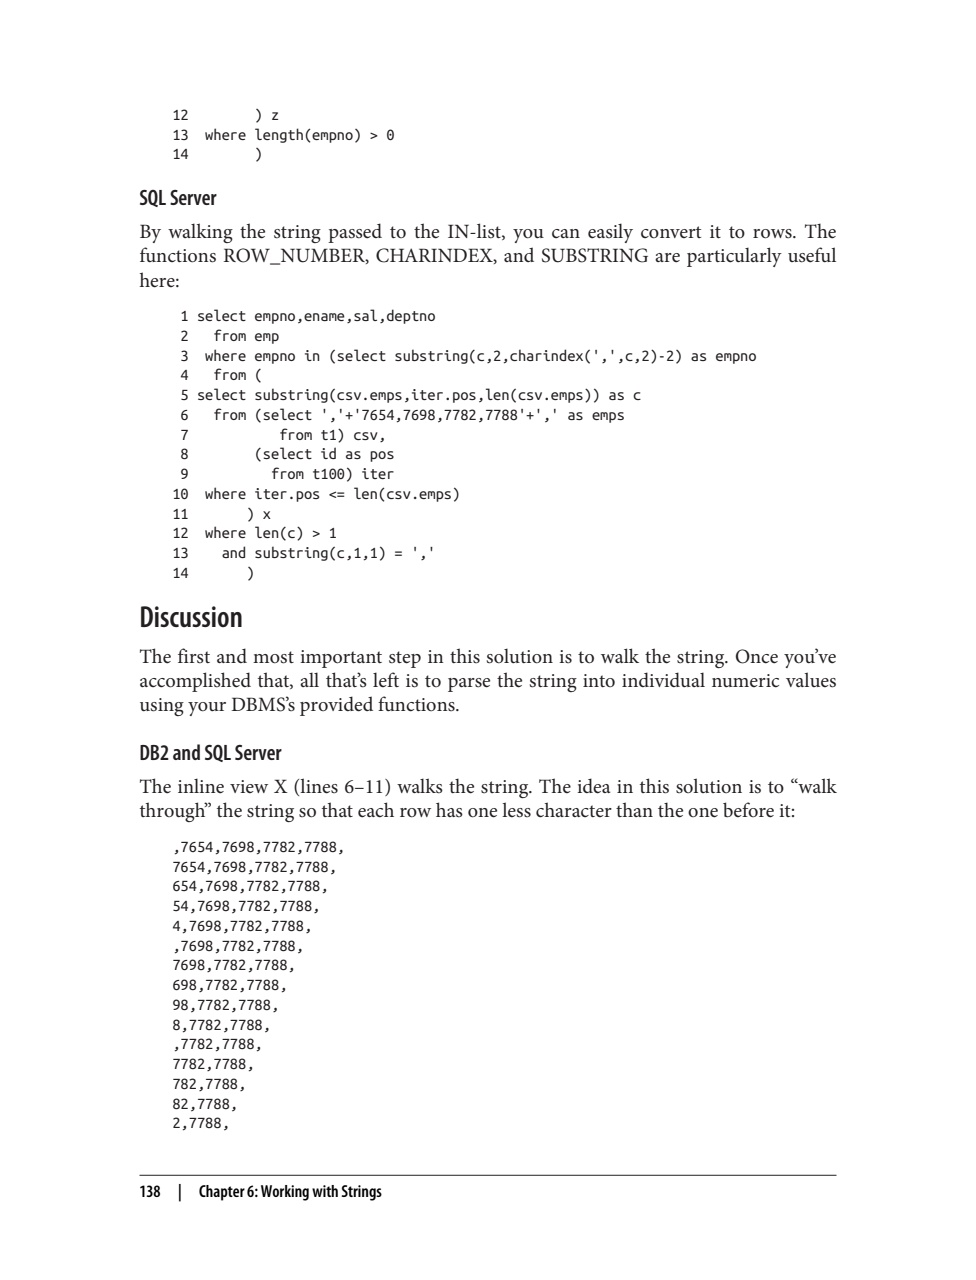 12        ) z
13  where length(empno) > 0
14        )
SQL Server
By walking the string passed to the IN-list, you can easily convert it to rows. The
functions ROW_NUMBER, CHARINDEX, and SUBSTRING are particularly useful
here:
1 select empno,ename,sal,deptno
2   from emp
3  where empno in (select substring(c,2,charindex(',',c,2)-2) as empno
4   from (
5 select substring(csv.emps,iter.pos,len(csv.emps)) as c
6   from (select ','+'7654,7698,7782,7788'+',' as emps
7           from t1) csv,
8        (select id as pos
9          from t100) iter
10  where iter.pos <= len(csv.emps)
11       ) x
12  where len(c) > 1
13    and substring(c,1,1) = ','
14       )
Discussion
The first and most important step in this solution is to walk the string. Once you’ve
accomplished that, all that’s left is to parse the string into individual numeric values
using your DBMS’s provided functions.
DB2 and SQL Server
The inline view X (lines 6–11) walks the string. The idea in this solution is to “walk
through” the string so that each row has one less character than the one before it:
,7654,7698,7782,7788,
7654,7698,7782,7788,
654,7698,7782,7788,
54,7698,7782,7788,
4,7698,7782,7788,
,7698,7782,7788,
7698,7782,7788,
698,7782,7788,
98,7782,7788,
8,7782,7788,
,7782,7788,
7782,7788,
782,7788,
82,7788,
2,7788,
138 | Chapter 6: Working with Strings